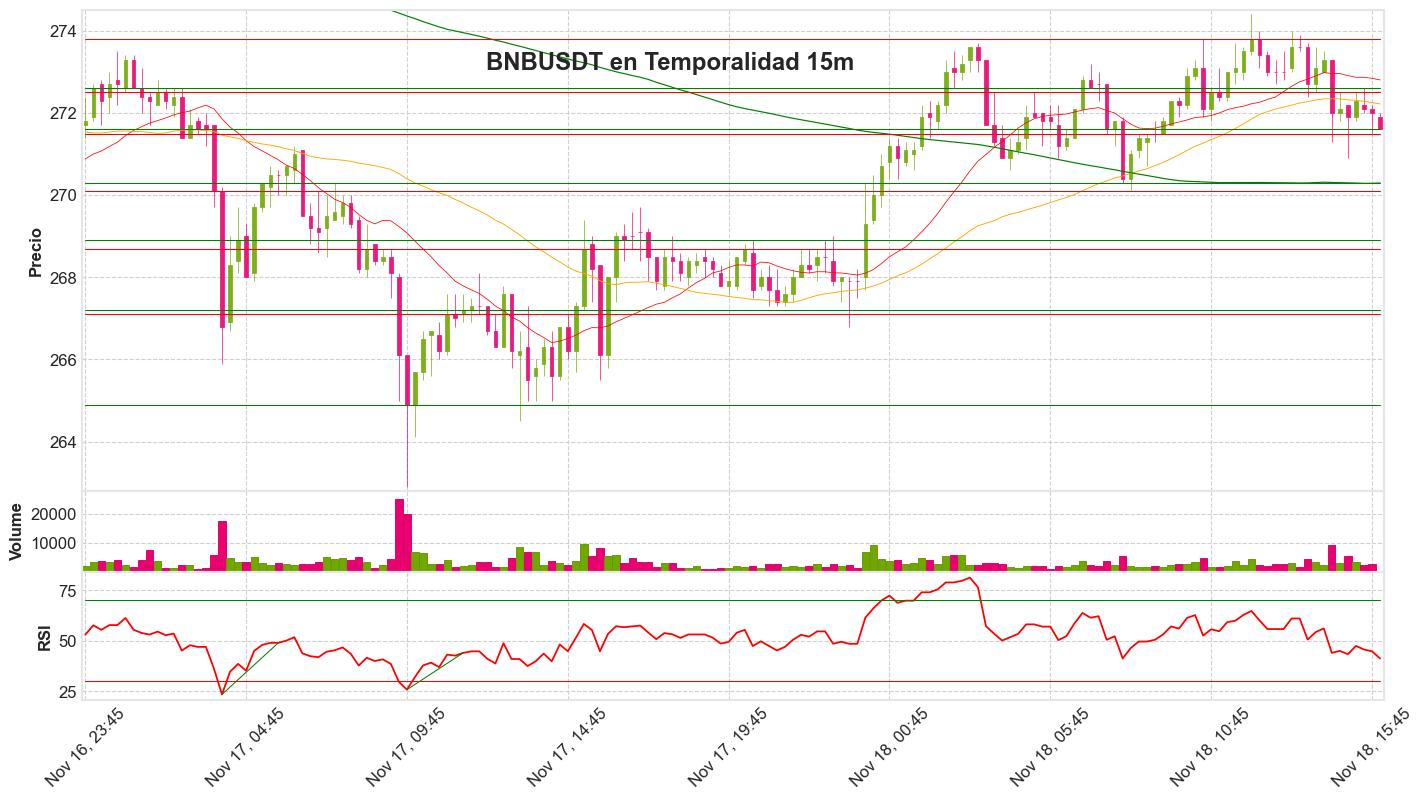 BNBUSDT en Temporalidad 15m
Precio
274
272
270
268
266
264
Volume
20000
10000
RSI
75
50
25
Nov 16, 23:45
Nov 17, 04:45
Nov 17, 09:45
Nov 17, 14:45
Nov 17, 19:45
Nov 18, 00:45
Nov 18, 05:45
Nov 18, 10:45
Nov 18, 15:45